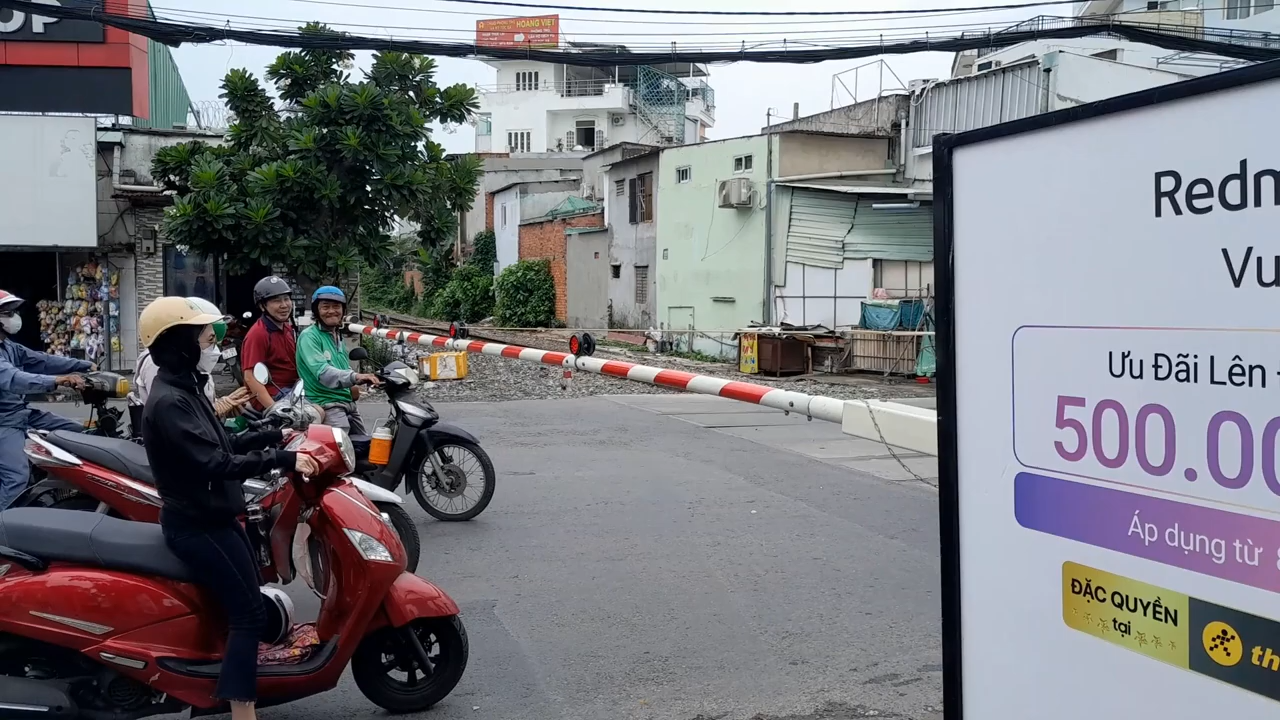 OP
HOÀNG VIỆT
Redm
Vu
Ưu Đãi Lên
500.00
Áp dụng từ
ĐẶC QUYỀN
tại
th